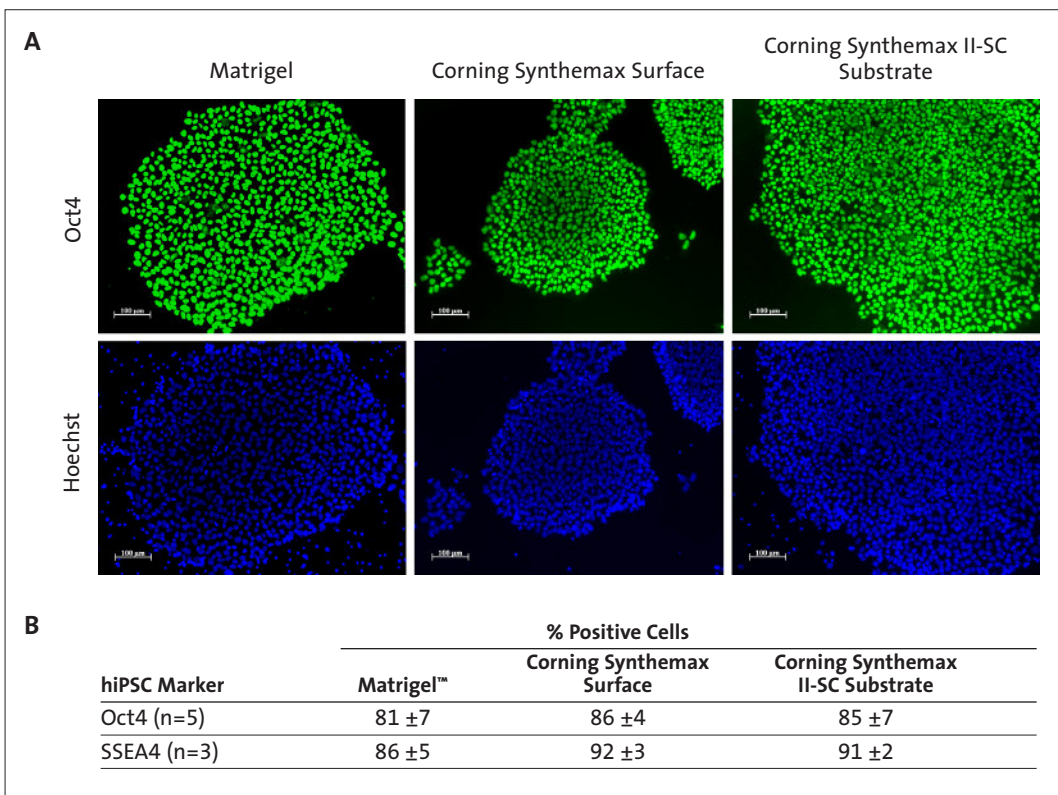 A
Matrigel
Corning Synthemax Surface
Corning Synthemax II-SC
Substrate
Oct4
100 µm
100 µm
100 µm
Hoechst
100 µm
100 µm
100 µm
B
% Positive Cells
hiPSC Marker
Matrigel™
Corning Synthemax
Surface
Corning Synthemax
II-SC Substrate
Oct4 (n=5) 81 ±7 86 ±4 85 ±7
SSEA4 (n=3) 86 ±5 92 ±3 91 ±2